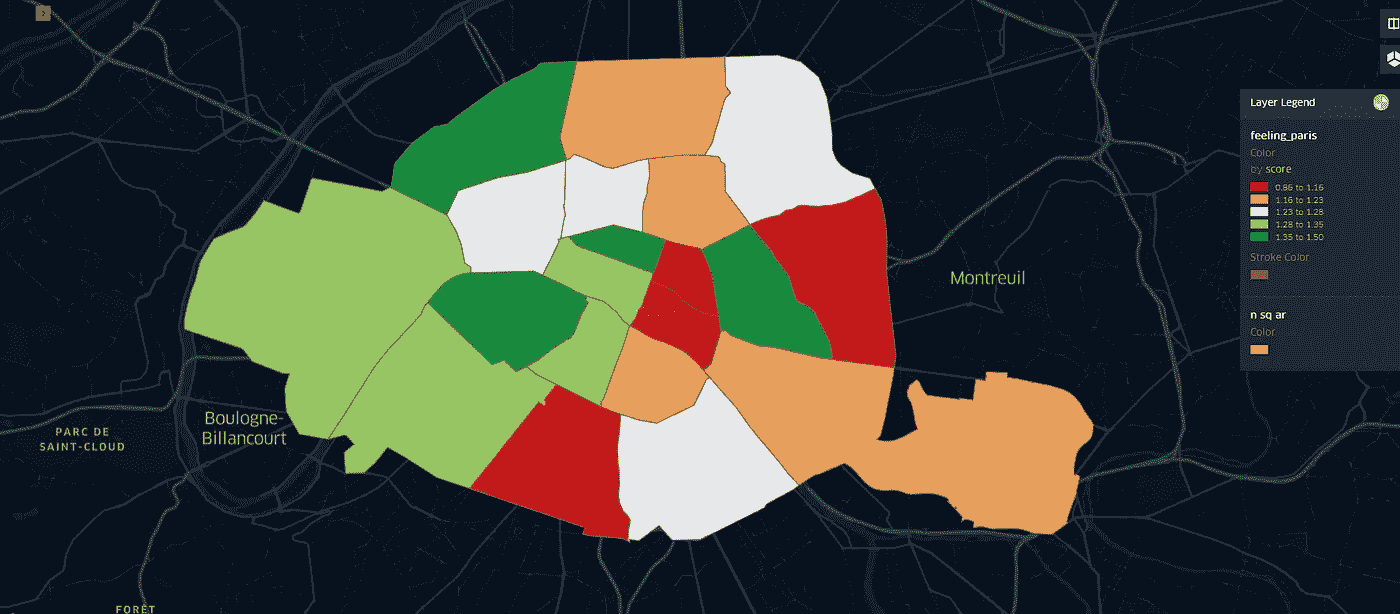 Layer Legend
feeling_paris
Color
by score
0.86 to 1.16
1.16 to 1.23
1.23 to 1.28
1.28 to 1.35
1.35 to 1.50
Stroke Color
n sq ar
Color
Montreuil
Boulogne-
Billancourt
PARC DE
SAINT-CLOUD
FORÊT